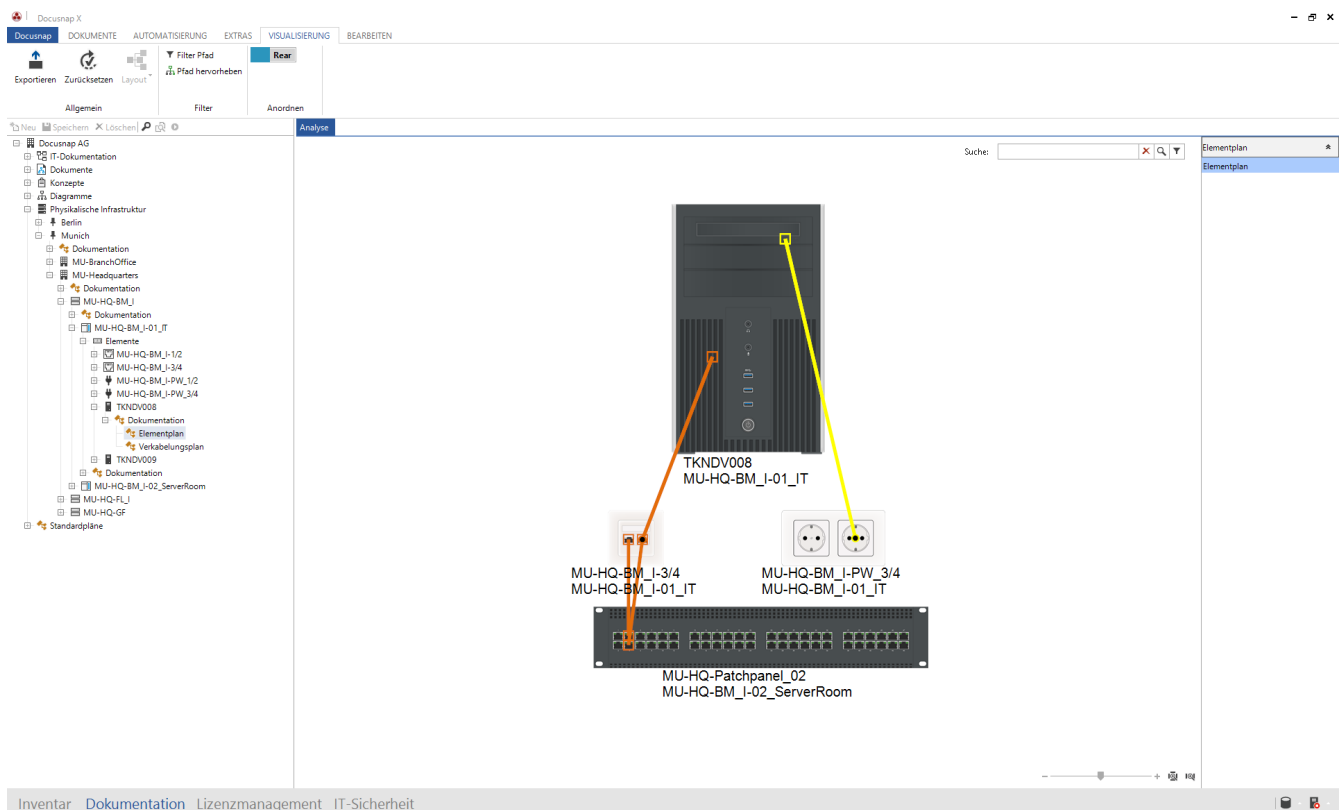 Docusnap X
Docusnap DOKUMENTE AUTOMATISIERUNG EXTRAS VISUALISIERUNG BEARBEITEN
Exportieren Zurücksetzen Layout
Filter Pfad
Pfad hervorheben
Rear
Allgemein Filter Anordnen
Neu Speichern Löschen
Docusnap AG
IT-Dokumentation
Dokumente
Konzepte
Diagramme
Physikalische Infrastruktur
Berlin
Munich
Dokumentation
MU-BranchOffice
MU-Headquarters
Dokumentation
MU-HQ-BM_I
Dokumentation
MU-HQ-BM_I-01_IT
Elemente
MU-HQ-BM_I-1/2
MU-HQ-BM_I-3/4
MU-HQ-BM_I-PW_1/2
MU-HQ-BM_I-PW_3/4
TKNDV008
Dokumentation
Elementplan
Verkabelungsplan
TKNDV009
Dokumentation
MU-HQ-BM_I-02_ServerRoom
MU-HQ-FL_I
MU-HQ-GF
Standardpläne
Analyse
Suche:
TKNDV008
MU-HQ-BM_I-01_IT
MU-HQ-BM_I-3/4
MU-HQ-BM_I-01_IT
MU-HQ-BM_I-PW_3/4
MU-HQ-BM_I-01_IT
MU-HQ-Patchpanel_02
MU-HQ-BM_I-02_ServerRoom
Elementplan
Elementplan
Inventar Dokumentation Lizenzmanagement IT-Sicherheit